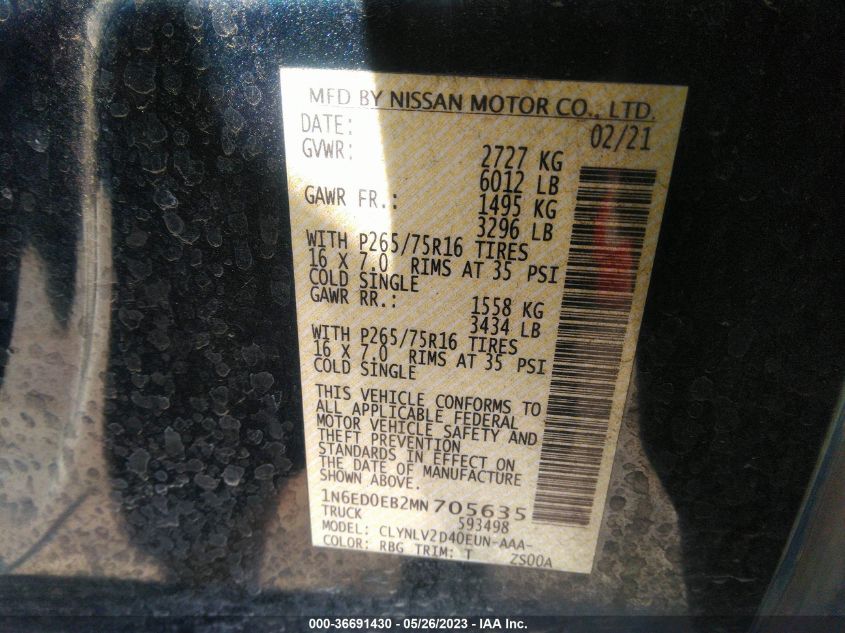 MFD BY NISSAN MOTOR CO., LTD.
DATE: 02/21
GVWR: 2727 KG
6012 LB
GAWR FR.: 1495 KG
3296 LB
WITH P265/75R16 TIRES
16 X 7.0 RIMS AT 35 PSI
COLD SINGLE
GAWR RR.: 1558 KG
3434 LB
WITH P265/75R16 TIRES
16 X 7.0 RIMS AT 35 PSI
COLD SINGLE
THIS VEHICLE CONFORMS TO
ALL APPLICABLE FEDERAL
MOTOR VEHICLE SAFETY AND
THEFT PREVENTION
STANDARDS IN EFFECT ON
THE DATE OF MANUFACTURE
SHOWN ABOVE.
1N6ED0EB2MN705635
TRUCK 593498
MODEL: CLYNLV2D40EUN-AAA-
COLOR: RBG TRIM: T ZS00A
000-36691430 - 05/26/2023 - IAA Inc.